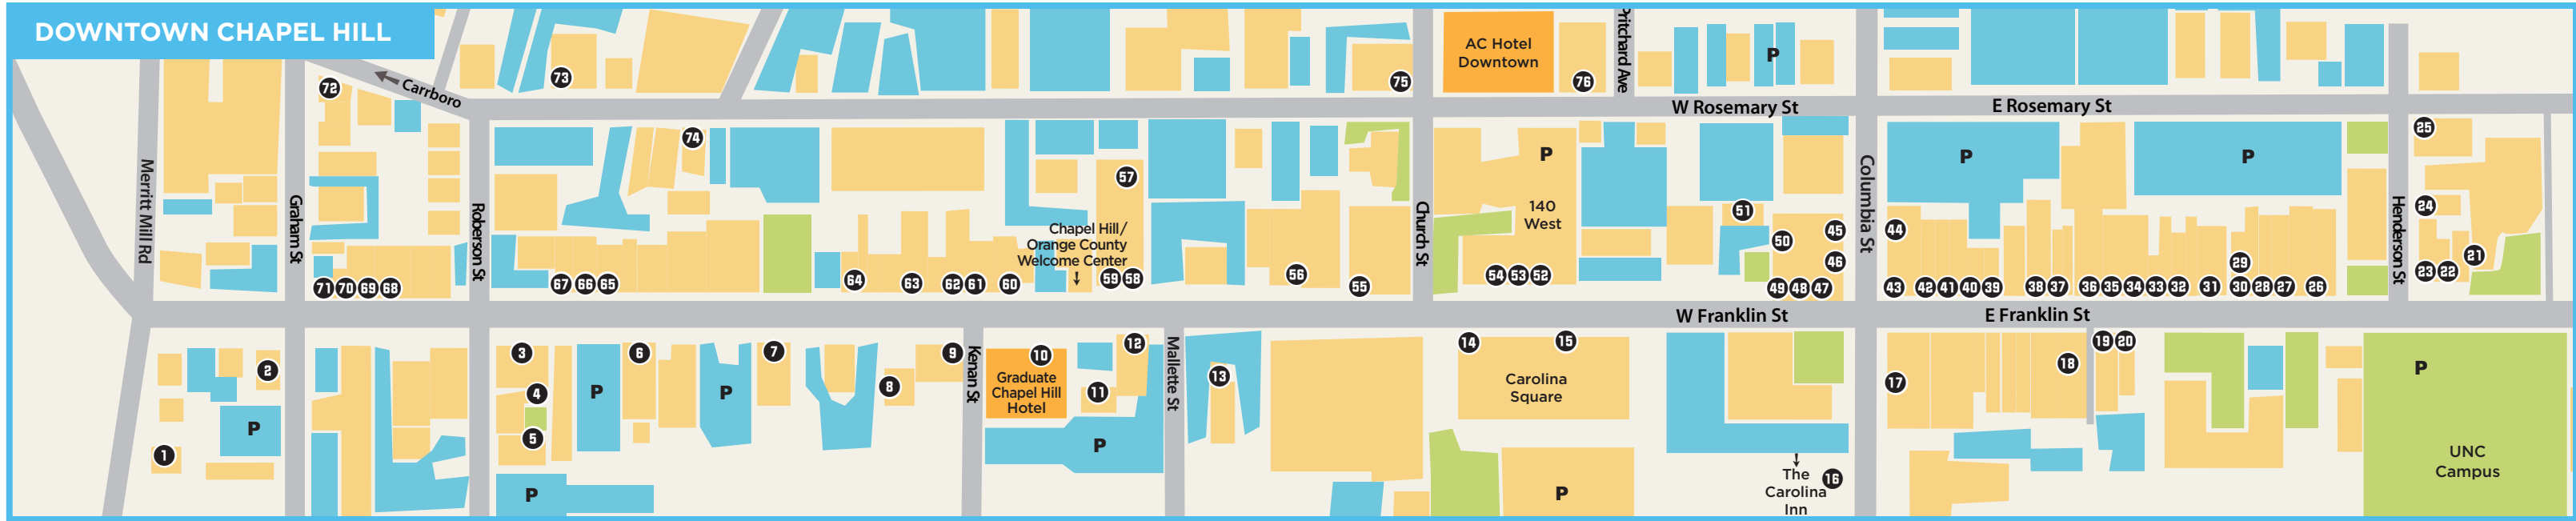 DOWNTOWN CHAPEL HILL
Carrboro
72
73
74
75
AC Hotel
Downtown
76
Pritchard Ave
P
W Rosemary St
E Rosemary St
Merritt Mill Rd
Graham St
Roberson St
Church St
Columbia St
Henderson St
57
P
140
West
P
P
25
24
51
50
45
46
44
29
21
Chapel Hill/
Orange County
Welcome Center
71 70 69 68
67 66 65
64
63
62 61
60
59 58
56
55
54 53 52
49 48 47
43
42 41 40 39
38 37
36 35 34 33 32
31
30 28 27
26
23 22
W Franklin St
E Franklin St
2
P
1
3
4
5
P
P
6
P
7
8
9
Kenan St
10
Graduate
Chapel Hill
Hotel
11
12
P
Mallette St
13
14
15
Carolina
Square
P
The
Carolina
Inn
16
17
18
19 20
P
UNC
Campus